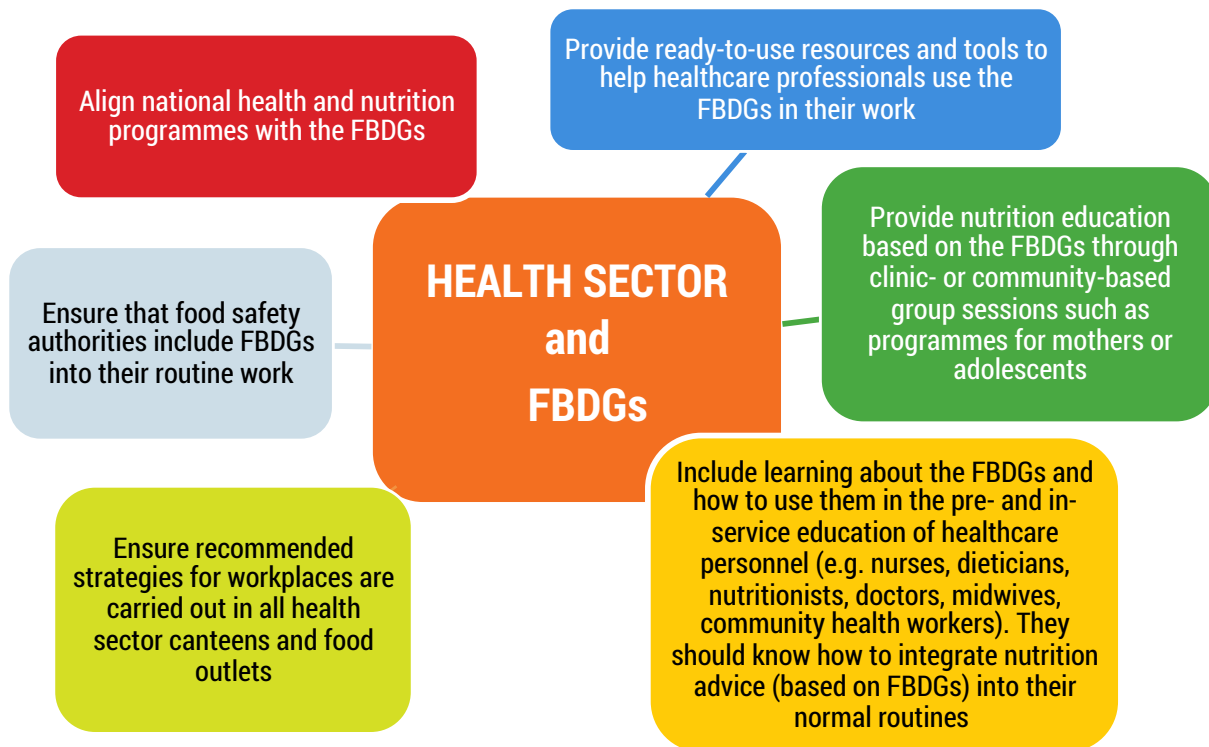 Align national health and nutrition
programmes with the FBDGs
Provide ready-to-use resources and tools to
help healthcare professionals use the
FBDGs in their work
HEALTH SECTOR
and
FBDGs
Provide nutrition education
based on the FBDGs through
clinic- or community-based
group sessions such as
programmes for mothers or
adolescents
Ensure that food safety
authorities include FBDGs
into their routine work
Ensure recommended
strategies for workplaces are
carried out in all health
sector canteens and food
outlets
Include learning about the FBDGs and
how to use them in the pre- and in-
service education of healthcare
personnel (e.g. nurses, dieticians,
nutritionists, doctors, midwives,
community health workers). They
should know how to integrate nutrition
advice (based on FBDGs) into their
normal routines